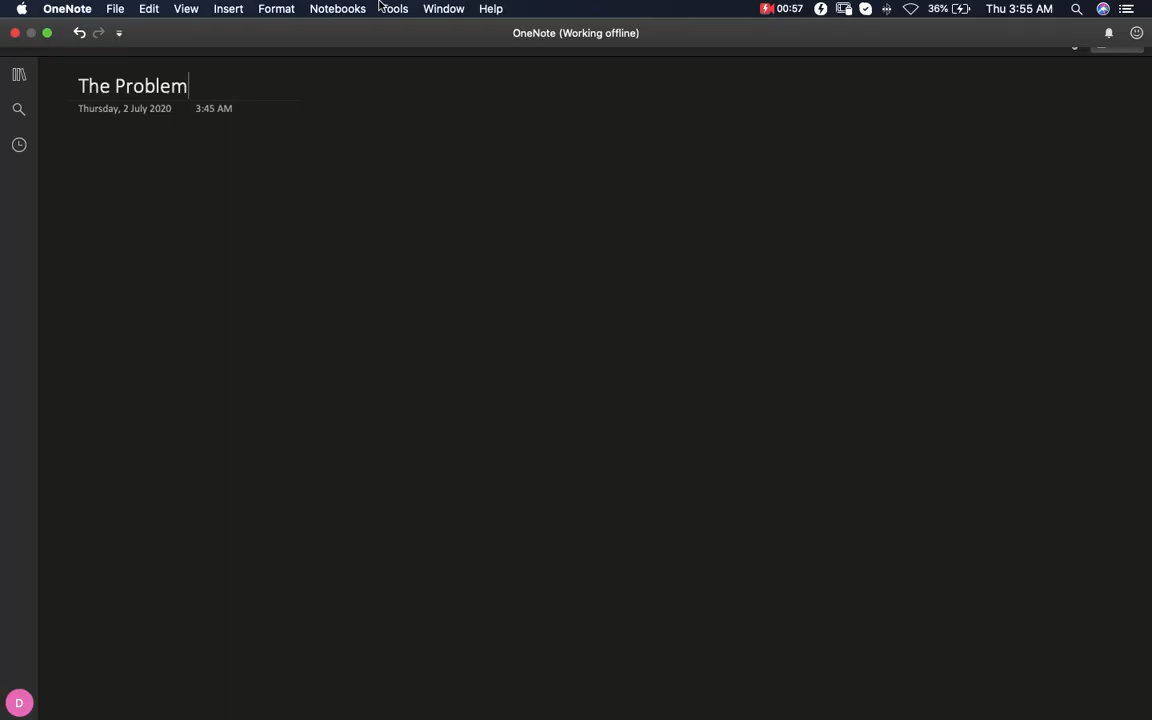 OneNote File Edit View Insert Format Notebooks Tools Window Help 00:57 36% Thu 3:55 AM
OneNote (Working offline)
The Problem
Thursday, 2 July 2020 3:45 AM
D